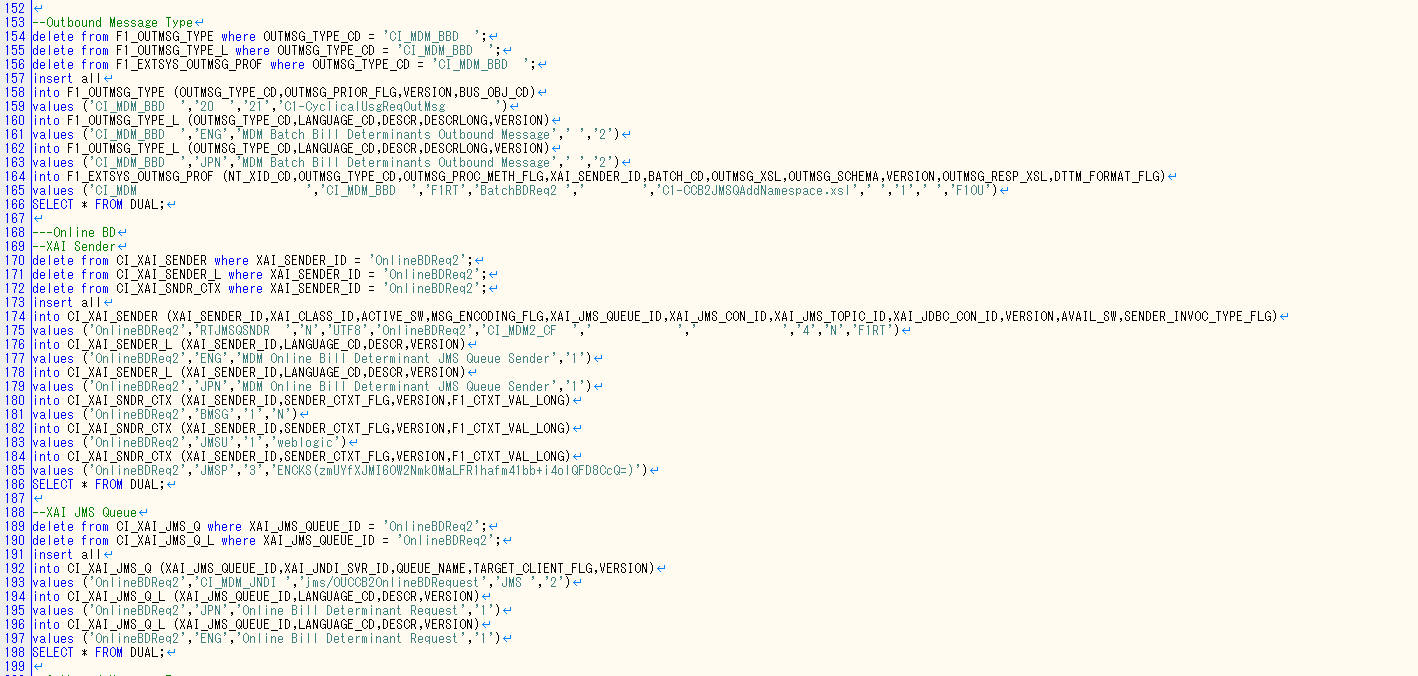 152
153 --Outbound Message Type
154 delete from F1_OUTMSG_TYPE where OUTMSG_TYPE_CD = 'CI_MDM_BBD  ';
155 delete from F1_OUTMSG_TYPE_L where OUTMSG_TYPE_CD = 'CI_MDM_BBD  ';
156 delete from F1_EXTSYS_OUTMSG_PROF where OUTMSG_TYPE_CD = 'CI_MDM_BBD  ';
157 insert all
158 into F1_OUTMSG_TYPE (OUTMSG_TYPE_CD,OUTMSG_PRIOR_FLG,VERSION,BUS_OBJ_CD)
159 values ('CI_MDM_BBD  ','20  ','21','C1-CyclicalUsgReqOutMsg       ')
160 into F1_OUTMSG_TYPE_L (OUTMSG_TYPE_CD,LANGUAGE_CD,DESCR,DESCRLONG,VERSION)
161 values ('CI_MDM_BBD  ','ENG','MDM Batch Bill Determinants Outbound Message',' ','2')
162 into F1_OUTMSG_TYPE_L (OUTMSG_TYPE_CD,LANGUAGE_CD,DESCR,DESCRLONG,VERSION)
163 values ('CI_MDM_BBD  ','JPN','MDM Batch Bill Determinants Outbound Message',' ','2')
164 into F1_EXTSYS_OUTMSG_PROF (NT_XID_CD,OUTMSG_TYPE_CD,OUTMSG_PROC_METH_FLG,XAI_SENDER_ID,BATCH_CD,OUTMSG_XSL,OUTMSG_SCHEMA,VERSION,OUTMSG_RESP_XSL,DTTM_FORMAT_FLG)
165 values ('CI_MDM                        ','CI_MDM_BBD  ','F1RT','BatchBDReq2 ','        ','C1-CCB2JMSQAddNamespace.xsl',' ','1',' ','F1OU')
166 SELECT * FROM DUAL;
167
168 ---Online BD
169 --XAI Sender
170 delete from CI_XAI_SENDER where XAI_SENDER_ID = 'OnlineBDReq2';
171 delete from CI_XAI_SENDER_L where XAI_SENDER_ID = 'OnlineBDReq2';
172 delete from CI_XAI_SNDR_CTX where XAI_SENDER_ID = 'OnlineBDReq2';
173 insert all
174 into CI_XAI_SENDER (XAI_SENDER_ID,XAI_CLASS_ID,ACTIVE_SW,MSG_ENCODING_FLG,XAI_JMS_QUEUE_ID,XAI_JMS_CON_ID,XAI_JMS_TOPIC_ID,XAI_JDBC_CON_ID,VERSION,AVAIL_SW,SENDER_INVOC_TYPE_FLG)
175 values ('OnlineBDReq2','RTJMSQSNDR  ','N','UTF8','OnlineBDReq2','CI_MDM2_CF  ','            ','            ','4','N','F1RT')
176 into CI_XAI_SENDER_L (XAI_SENDER_ID,LANGUAGE_CD,DESCR,VERSION)
177 values ('OnlineBDReq2','ENG','MDM Online Bill Determinant JMS Queue Sender','1')
178 into CI_XAI_SENDER_L (XAI_SENDER_ID,LANGUAGE_CD,DESCR,VERSION)
179 values ('OnlineBDReq2','JPN','MDM Online Bill Determinant JMS Queue Sender','1')
180 into CI_XAI_SNDR_CTX (XAI_SENDER_ID,SENDER_CTXT_FLG,VERSION,F1_CTXT_VAL_LONG)
181 values ('OnlineBDReq2','BMSG','1','N')
182 into CI_XAI_SNDR_CTX (XAI_SENDER_ID,SENDER_CTXT_FLG,VERSION,F1_CTXT_VAL_LONG)
183 values ('OnlineBDReq2','JMSU','1','weblogic')
184 into CI_XAI_SNDR_CTX (XAI_SENDER_ID,SENDER_CTXT_FLG,VERSION,F1_CTXT_VAL_LONG)
185 values ('OnlineBDReq2','JMSP','3','ENCKS(zmUYfXJMI6OW2NmkOMaLFR1hafm41bb+i4olQFD8CcQ=)')
186 SELECT * FROM DUAL;
187
188 --XAI JMS Queue
189 delete from CI_XAI_JMS_Q where XAI_JMS_QUEUE_ID = 'OnlineBDReq2';
190 delete from CI_XAI_JMS_Q_L where XAI_JMS_QUEUE_ID = 'OnlineBDReq2';
191 insert all
192 into CI_XAI_JMS_Q (XAI_JMS_QUEUE_ID,XAI_JNDI_SVR_ID,QUEUE_NAME,TARGET_CLIENT_FLG,VERSION)
193 values ('OnlineBDReq2','CI_MDM_JNDI ','jms/OUCCB2OnlineBDRequest','JMS ','2')
194 into CI_XAI_JMS_Q_L (XAI_JMS_QUEUE_ID,LANGUAGE_CD,DESCR,VERSION)
195 values ('OnlineBDReq2','JPN','Online Bill Determinant Request','1')
196 into CI_XAI_JMS_Q_L (XAI_JMS_QUEUE_ID,LANGUAGE_CD,DESCR,VERSION)
197 values ('OnlineBDReq2','ENG','Online Bill Determinant Request','1')
198 SELECT * FROM DUAL;
199